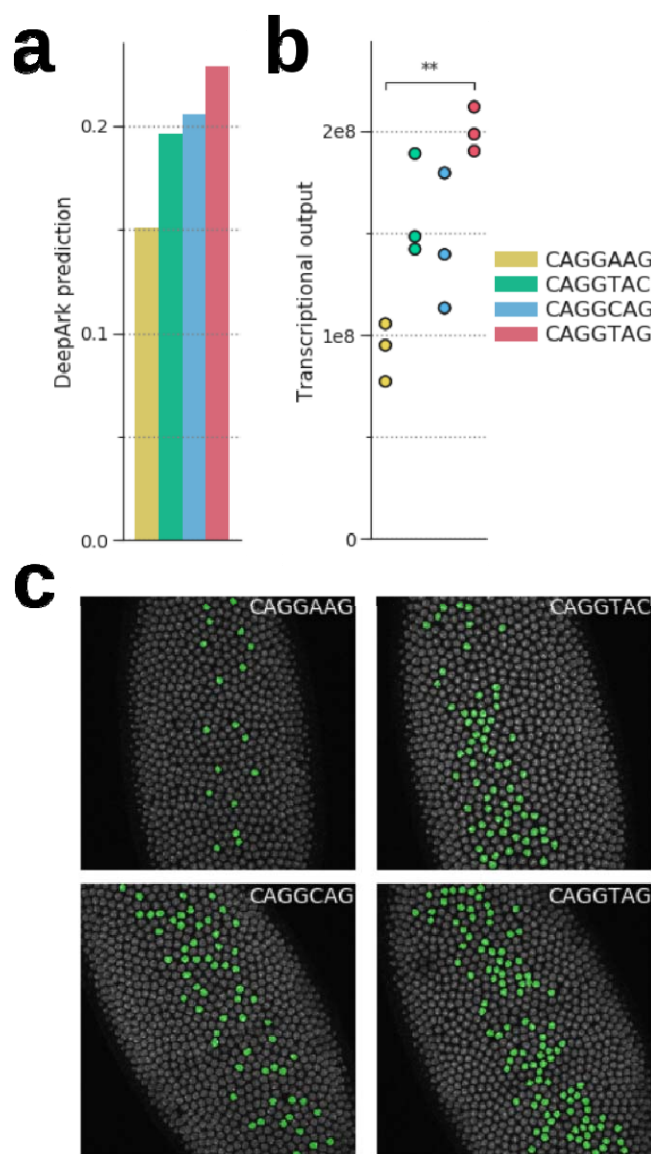 a
b
**
0.2
0.1
0.0
DeepArk prediction
2e8
1e8
0
Transcriptional output
CAGGAAG
CAGGTAC
CAGGCAG
CAGGTAG
c
CAGGAAG
CAGGTAC
CAGGCAG
CAGGTAG